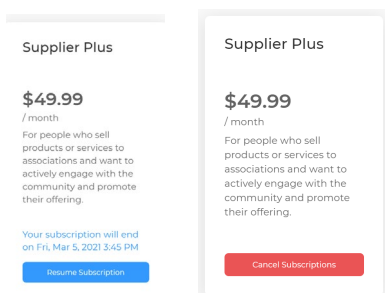 Supplier Plus
$49.99
/ month
For people who sell
products or services to
associations and want to
actively engage with the
community and promote
their offering.
Your subscription will end
on Fri, Mar 5, 2021 3:45 PM
Resume Subscription
Supplier Plus
$49.99
/ month
For people who sell
products or services to
associations and want to
actively engage with the
community and promote
their offering.
Cancel Subscriptions